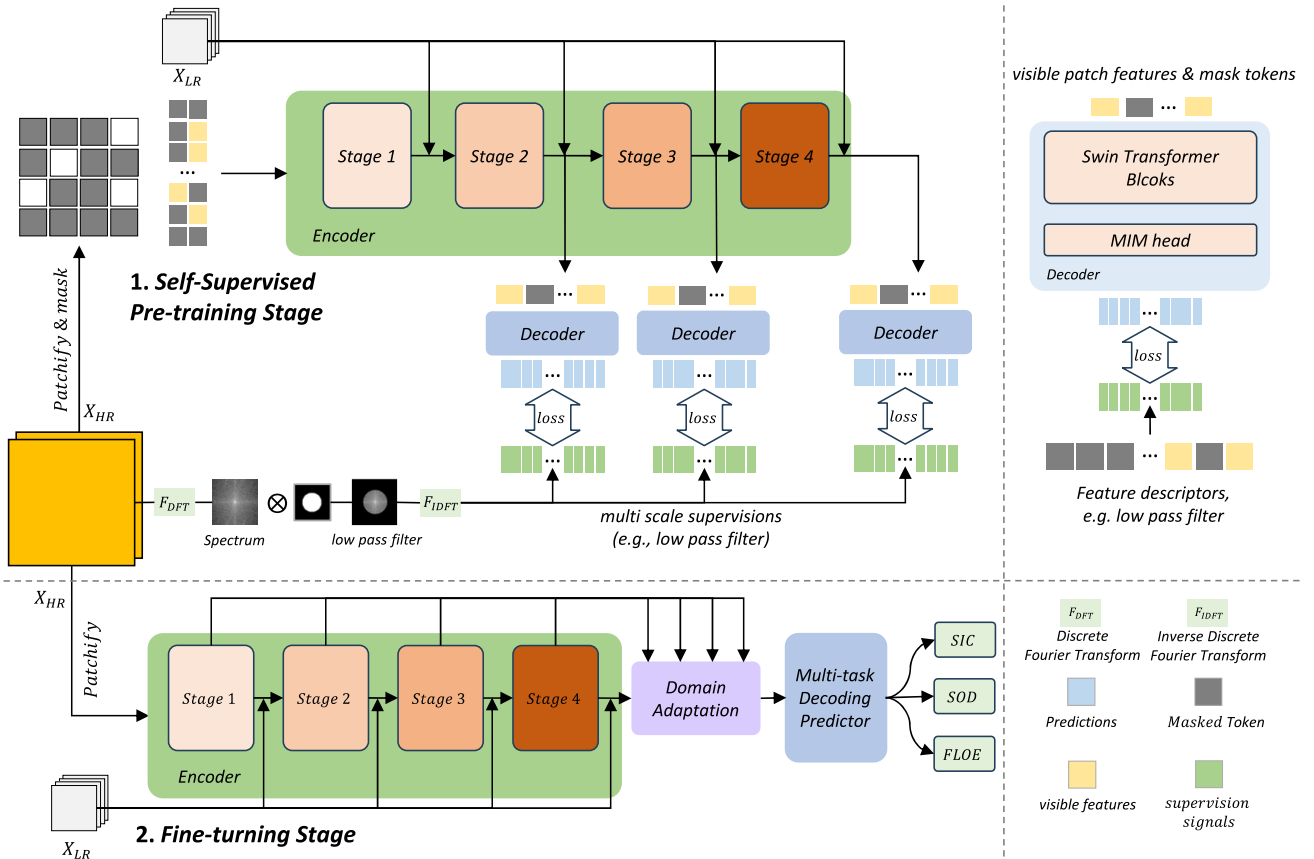 X_LR
Stage 1
Stage 2
Stage 3
Stage 4
Encoder
1. Self-Supervised
Pre-training Stage
Patchify & mask
X_HR
...
...
...
...
Decoder
Decoder
Decoder
...
...
...
loss
loss
loss
...
...
...
F_DFT
⊗
F_IDFT
Spectrum
low pass filter
multi scale supervisions
(e.g., low pass filter)
visible patch features & mask tokens
...
Swin Transformer
Blcoks
MIM head
Decoder
...
loss
...
...
Feature descriptors,
e.g. low pass filter
X_HR
Patchify
Stage 1
Stage 2
Stage 3
Stage 4
Encoder
Domain
Adaptation
Multi-task
Decoding
Predictor
SIC
SOD
FLOE
X_LR
2. Fine-turning Stage
F_DFT
Discrete
Fourier Transform
F_IDFT
Inverse Discrete
Fourier Transform
Predictions
Masked Token
visible features
supervision
signals